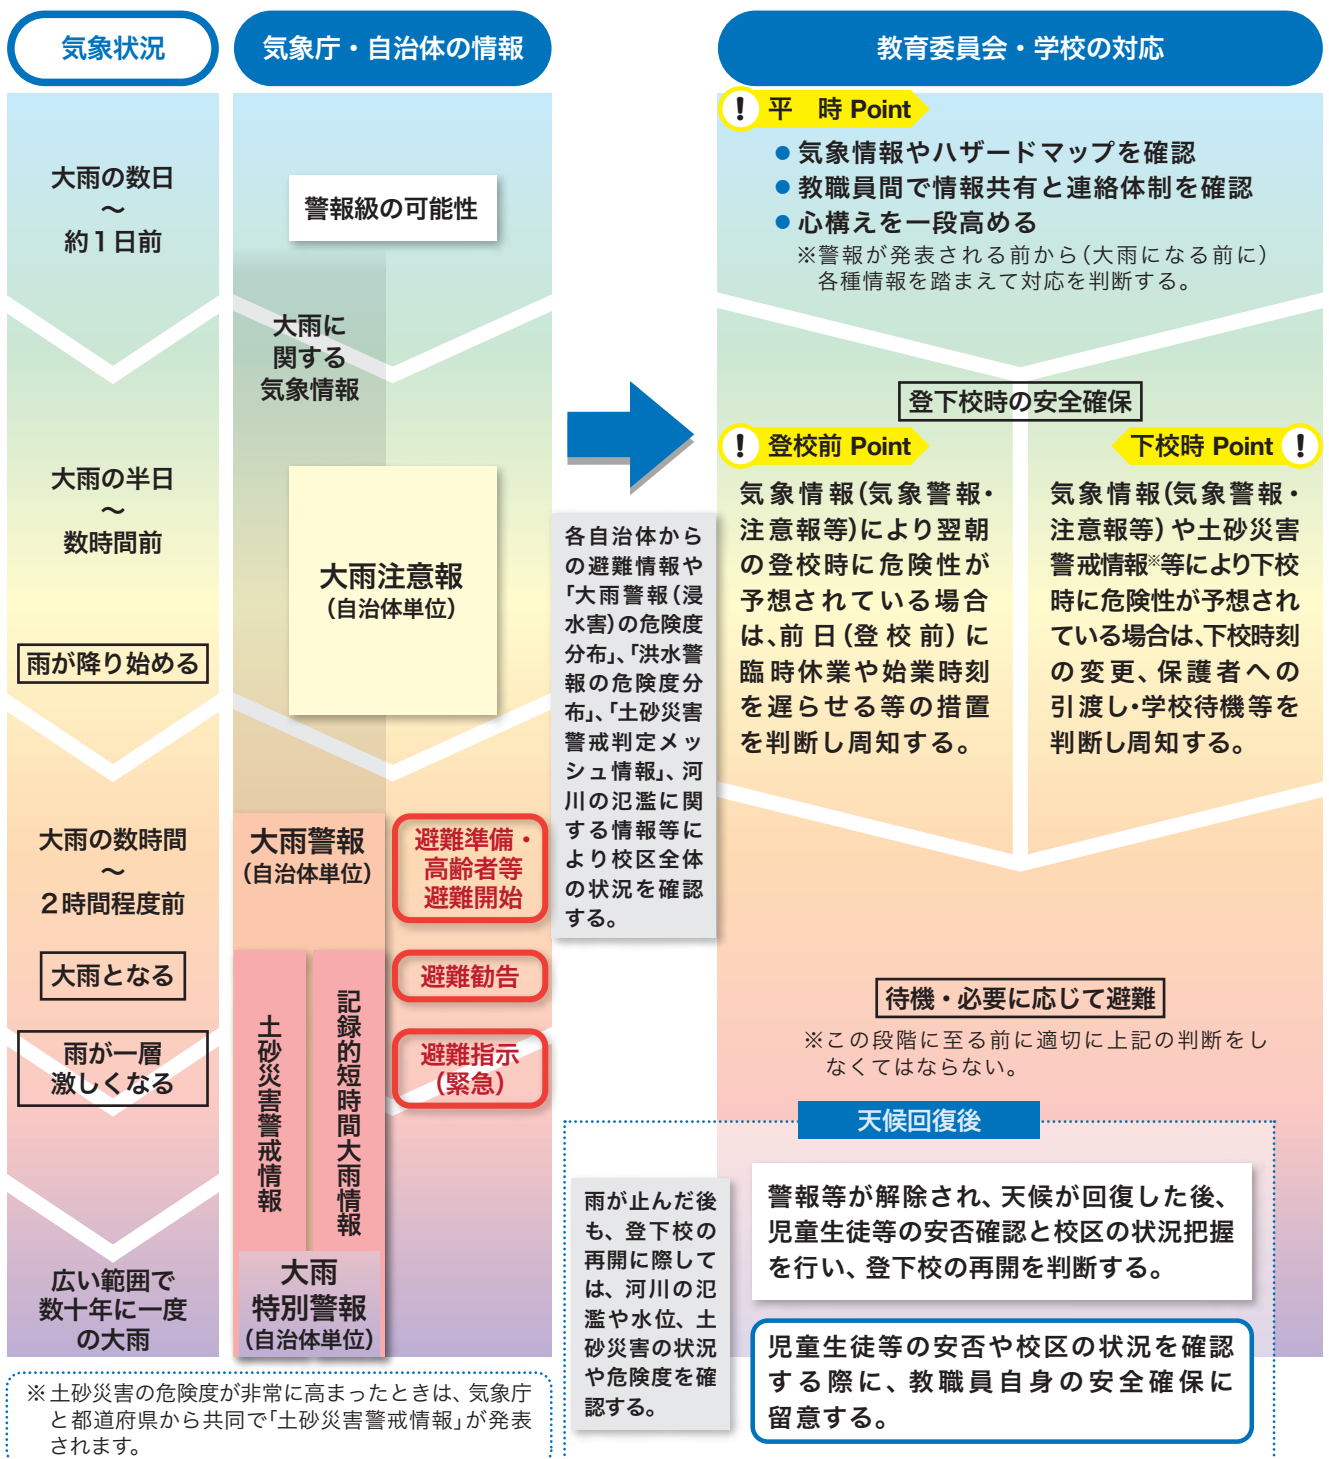 気象状況
気象庁・自治体の情報
教育委員会・学校の対応
大雨の数日
～
約1日前
大雨の半日
～
数時間前
雨が降り始める
大雨の数時間
～
2時間程度前
大雨となる
雨が一層
激しくなる
広い範囲で
数十年に一度
の大雨
警報級の可能性
大雨に
関する
気象情報
大雨注意報
（自治体単位）
大雨警報
（自治体単位）
避難準備・
高齢者等
避難開始
避難勧告
避難指示
（緊急）
土砂災害警戒情報
記録的短時間大雨情報
大雨
特別警報
（自治体単位）
※土砂災害の危険度が非常に高まったときは、気象庁
と都道府県から共同で「土砂災害警戒情報」が発表
されます。
各自治体から
の避難情報や
「大雨警報（浸
水害）の危険度
分布」、「洪水警
報の危険度分
布」、「土砂災害
警戒判定メッ
シュ情報」、河
川の氾濫に関
する情報等に
より校区全体
の状況を確認
する。
! 平　時 Point
● 気象情報やハザードマップを確認
● 教職員間で情報共有と連絡体制を確認
● 心構えを一段高める
※警報が発表される前から（大雨になる前に）
各種情報を踏まえて対応を判断する。
登下校時の安全確保
! 登校前 Point
気象情報（気象警報・
注意報等）により翌朝
の登校時に危険性が
予想されている場合
は、前日（登校前）に
臨時休業や始業時刻
を遅らせる等の措置
を判断し周知する。
下校時 Point !
気象情報（気象警報・
注意報等）や土砂災害
警戒情報※等により下校
時に危険性が予想され
ている場合は、下校時刻
の変更、保護者への
引渡し・学校待機等を
判断し周知する。
待機・必要に応じて避難
※この段階に至る前に適切に上記の判断をし
なくてはならない。
天候回復後
雨が止んだ後
も、登下校の
再開に際して
は、河川の氾
濫や水位、土
砂災害の状況
や危険度を確
認する。
警報等が解除され、天候が回復した後、
児童生徒等の安否確認と校区の状況把握
を行い、登下校の再開を判断する。
児童生徒等の安否や校区の状況を確認
する際に、教職員自身の安全確保に
留意する。